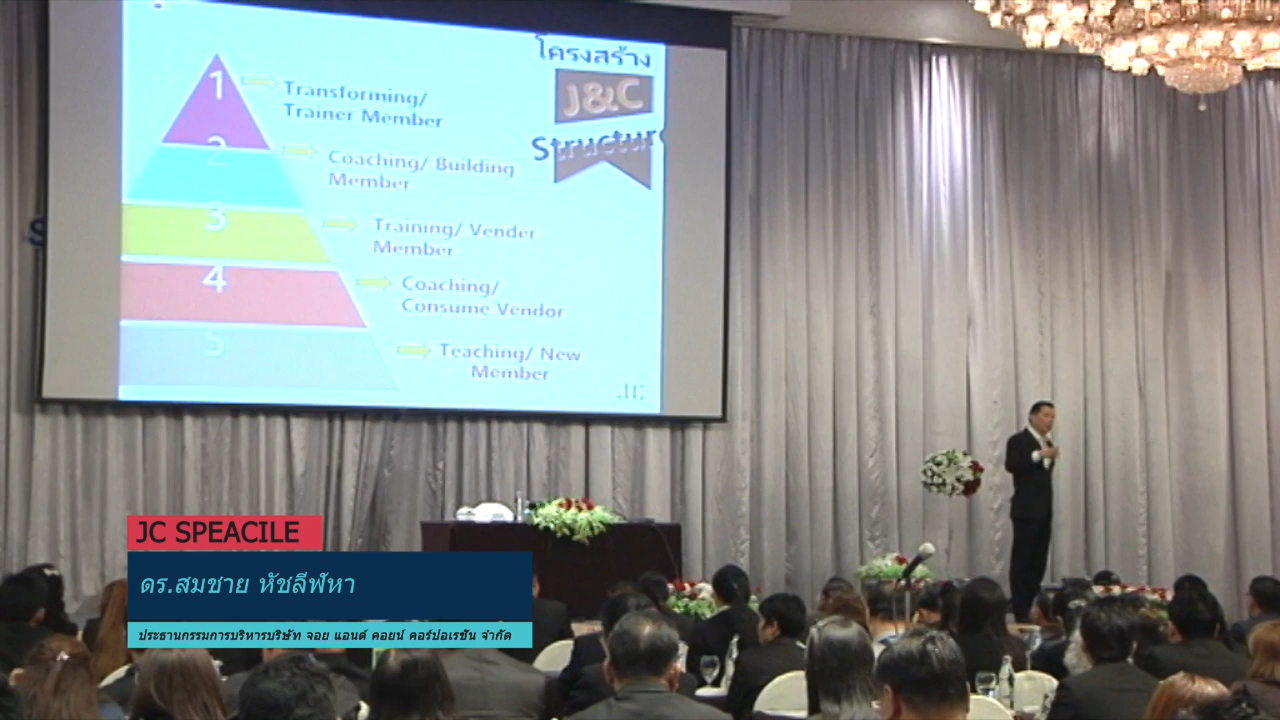 โครงสร้าง
J&C
Structure
1
Transforming/
Trainer Member
2
Coaching/ Building
Member
3
Training/ Vender
Member
4
Coaching/
Consume Vendor
5
Teaching/ New
Member
JC SPEACILE
ดร.สมชาย หัชลีฬหา
ประธานกรรมการบริหารบริษัท จอย แอนด์ คอยน์ คอร์ปอเรชั่น จำกัด